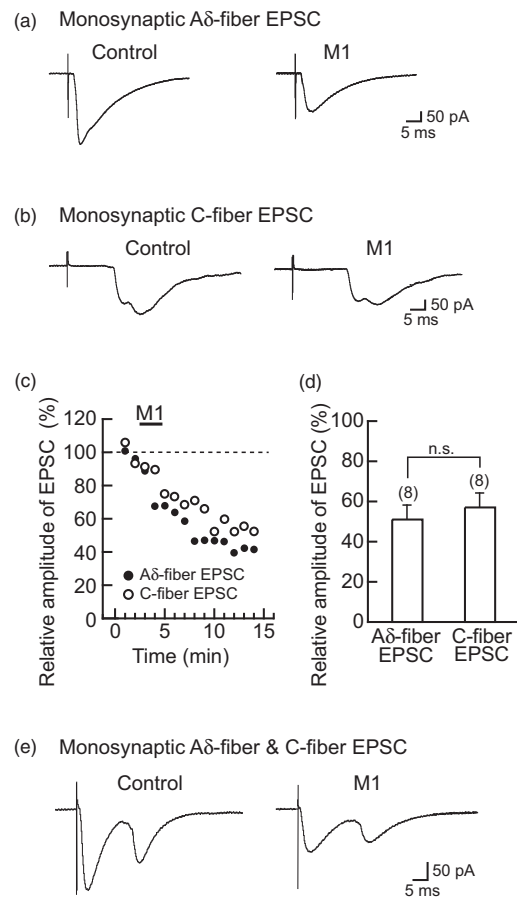 (a) Monosynaptic Aδ-fiber EPSC
Control M1
50 pA
5 ms
(b) Monosynaptic C-fiber EPSC
Control M1
50 pA
5 ms
(c)
M1
Relative amplitude of EPSC (%)
120
100
80
60
40
20
0
Aδ-fiber EPSC
C-fiber EPSC
0 5 10 15
Time (min)
(d)
Relative amplitude of EPSC (%)
100
80
60
40
20
0
n.s.
(8) (8)
Aδ-fiber C-fiber
EPSC EPSC
(e) Monosynaptic Aδ-fiber & C-fiber EPSC
Control M1
50 pA
5 ms